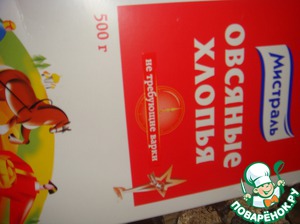 Мистраль
ОВСЯНЫЕ
ХЛОПЬЯ
не требующие варки
500 г
ПОВАРЁНОК.РУ